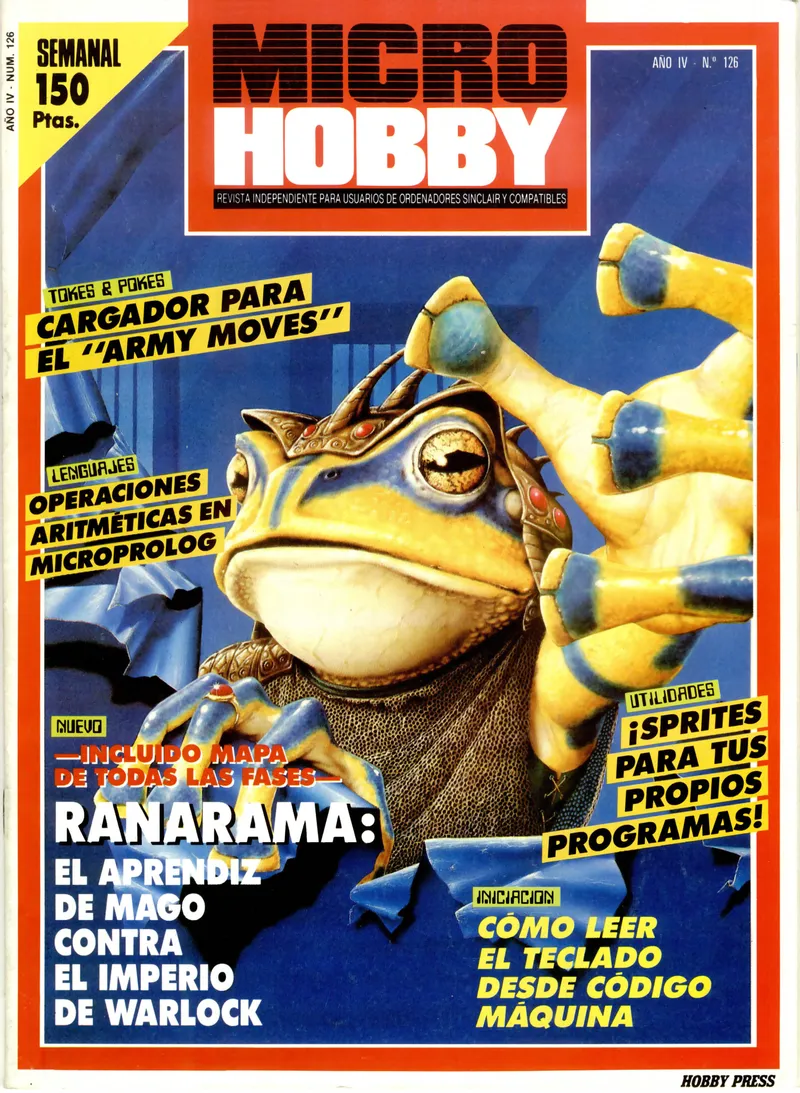 AÑO IV - NUM. 126
SEMANAL
150
Ptas.
MICRO
HOBBY
REVISTA INDEPENDIENTE PARA USUARIOS DE ORDENADORES SINCLAIR Y COMPATIBLES
AÑO IV - N.º 126
TOKES & POKES
CARGADOR PARA
EL "ARMY MOVES"
LENGUAJES
OPERACIONES
ARITMÉTICAS EN
MICROPROLOG
NUEVO
—INCLUIDO MAPA
DE TODAS LAS FASES—
RANARAMA:
EL APRENDIZ
DE MAGO
CONTRA
EL IMPERIO
DE WARLOCK
UTILIDADES
¡SPRITES
PARA TUS
PROPIOS
PROGRAMAS!
INICIACION
CÓMO LEER
EL TECLADO
DESDE CÓDIGO
MÁQUINA
HOBBY PRESS